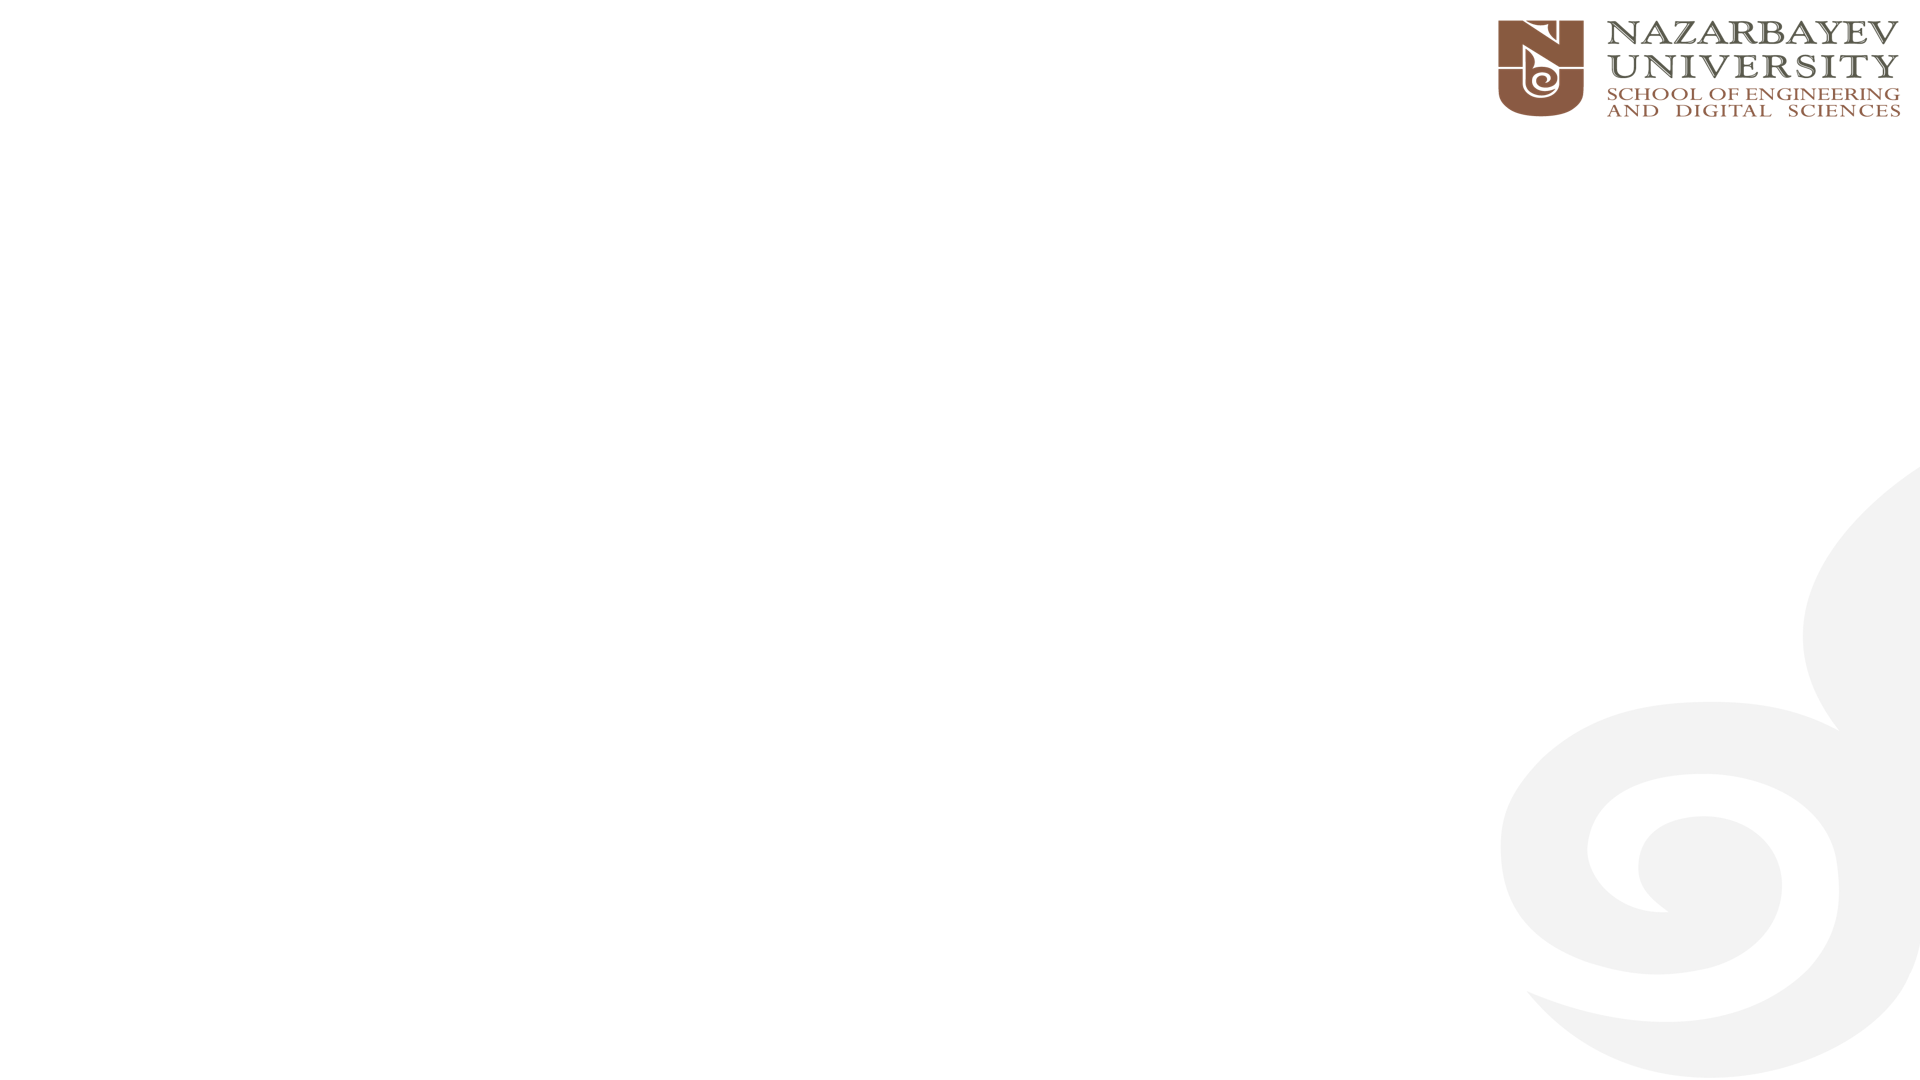 NAZARBAYEV
UNIVERSITY
SCHOOL OF ENGINEERING
AND DIGITAL SCIENCES